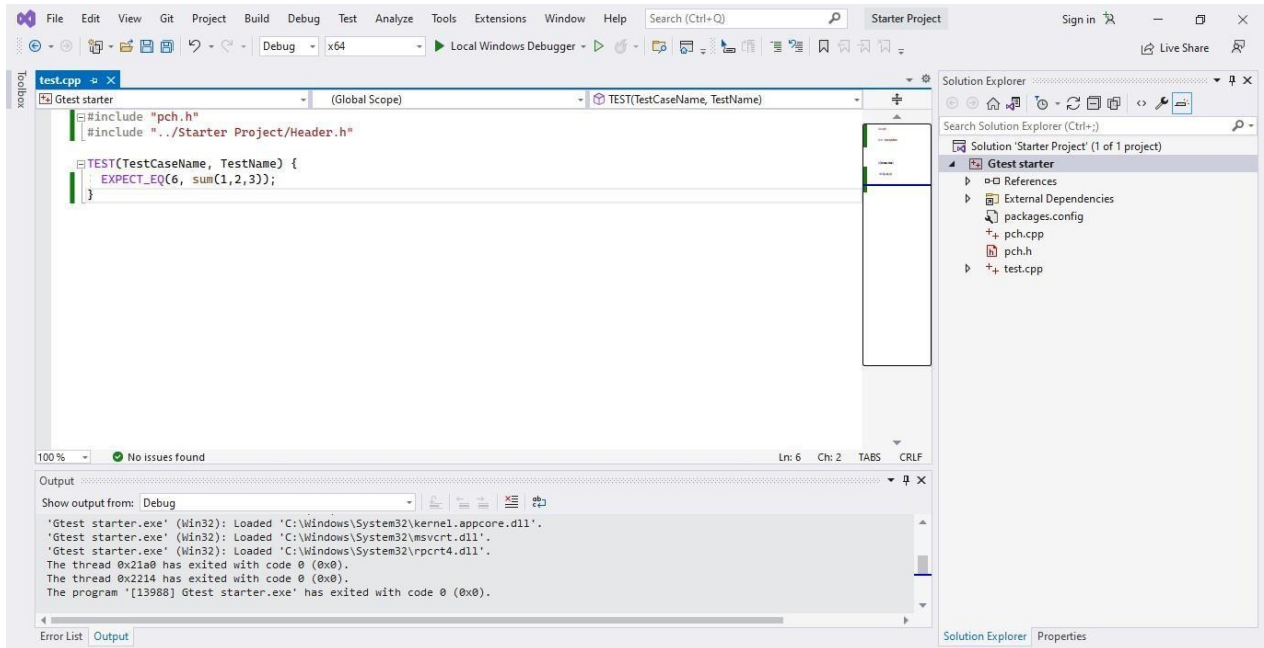 File Edit View Git Project Build Debug Test Analyze Tools Extensions Window Help Search (Ctrl+Q) Starter Project Sign in
Debug x64 Local Windows Debugger Live Share
Toolbox
test.cpp
Gtest starter (Global Scope) TEST(TestCaseName, TestName)
#include "pch.h"
#include "../Starter Project/Header.h"
TEST(TestCaseName, TestName) {
EXPECT_EQ(6, sum(1,2,3));
}
100 % No issues found Ln: 6 Ch: 2 TABS CRLF
Output
Show output from: Debug
'Gtest starter.exe' (Win32): Loaded 'C:\Windows\System32\kernel.appcore.dll'.
'Gtest starter.exe' (Win32): Loaded 'C:\Windows\System32\msvcrt.dll'.
'Gtest starter.exe' (Win32): Loaded 'C:\Windows\System32\rpcrt4.dll'.
The thread 0x21a0 has exited with code 0 (0x0).
The thread 0x2214 has exited with code 0 (0x0).
The program '[13988] Gtest starter.exe' has exited with code 0 (0x0).
Error List Output
Solution Explorer
Search Solution Explorer (Ctrl+;)
Solution 'Starter Project' (1 of 1 project)
Gtest starter
References
External Dependencies
packages.config
pch.cpp
pch.h
test.cpp
Solution Explorer Properties